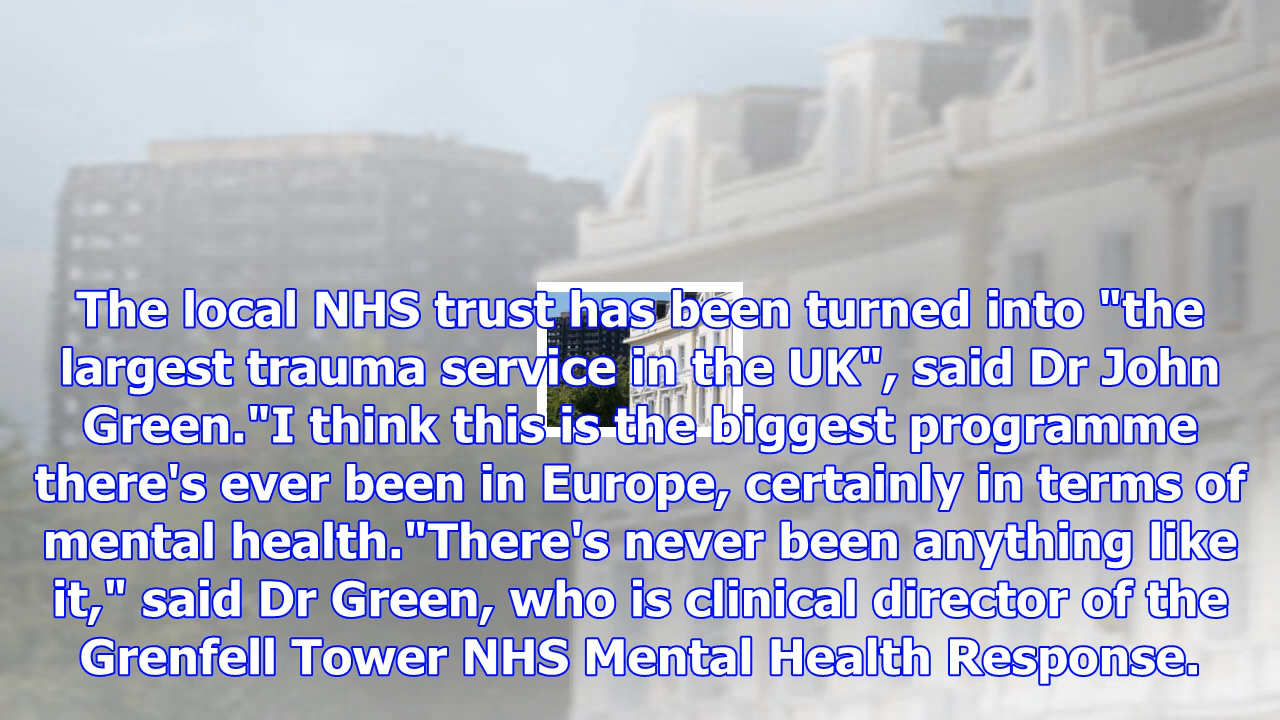 The local NHS trust has been turned into "the
largest trauma service in the UK", said Dr John
Green."I think this is the biggest programme
there's ever been in Europe, certainly in terms of
mental health."There's never been anything like
it," said Dr Green, who is clinical director of the
Grenfell Tower NHS Mental Health Response.